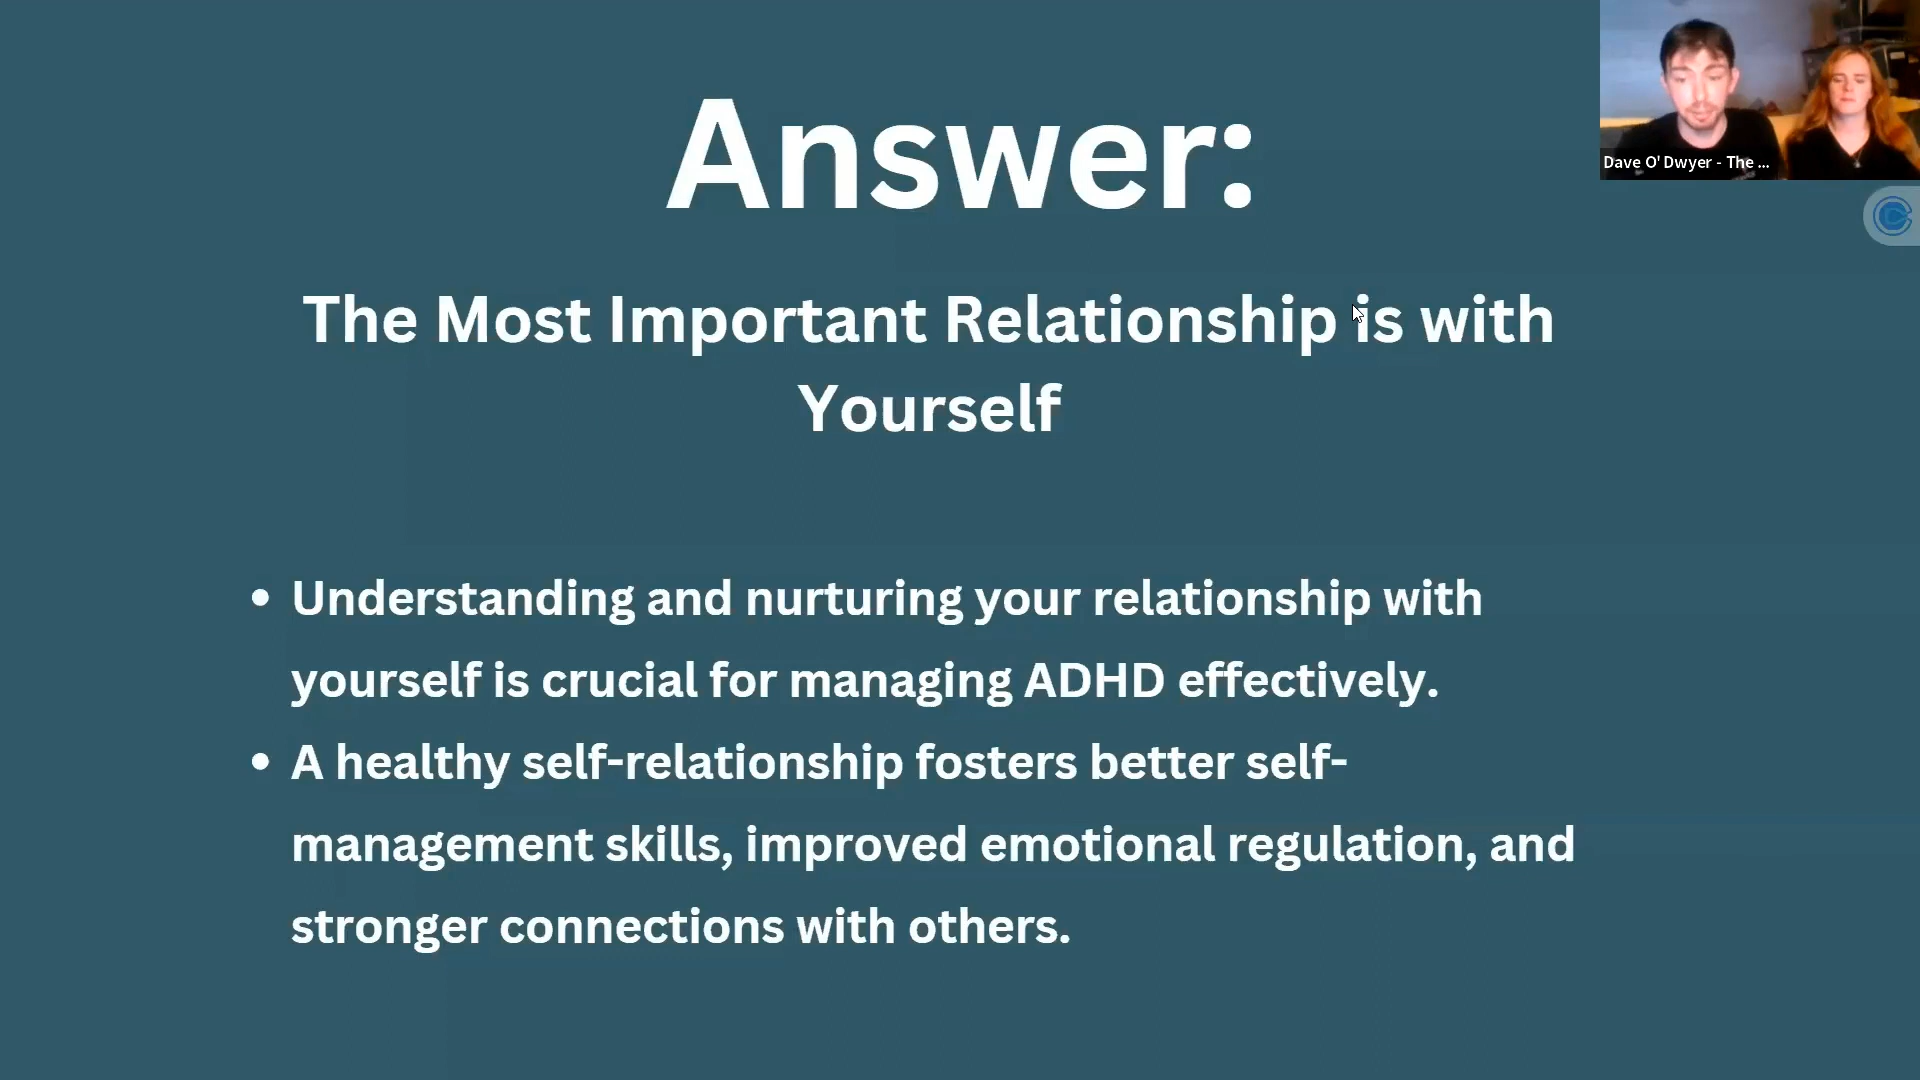 Answer:
Dave O' Dwyer - The ...
The Most Important Relationship is with
Yourself
• Understanding and nurturing your relationship with
yourself is crucial for managing ADHD effectively.
• A healthy self-relationship fosters better self-
management skills, improved emotional regulation, and
stronger connections with others.